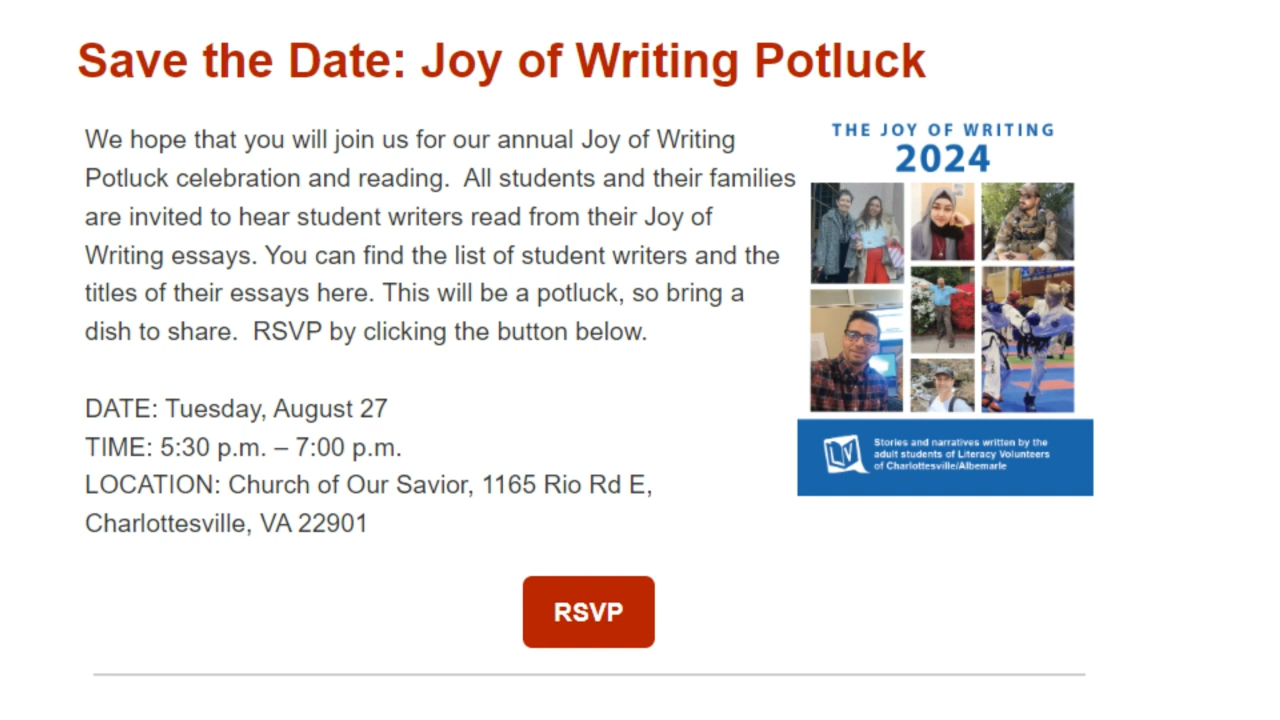 Save the Date: Joy of Writing Potluck
We hope that you will join us for our annual Joy of Writing
Potluck celebration and reading.  All students and their families
are invited to hear student writers read from their Joy of
Writing essays. You can find the list of student writers and the
titles of their essays here. This will be a potluck, so bring a
dish to share.  RSVP by clicking the button below.
DATE: Tuesday, August 27
TIME: 5:30 p.m. – 7:00 p.m.
LOCATION: Church of Our Savior, 1165 Rio Rd E,
Charlottesville, VA 22901
RSVP
THE JOY OF WRITING
2024
LV
Stories and narratives written by the
adult students of Literacy Volunteers
of Charlottesville/Albemarle